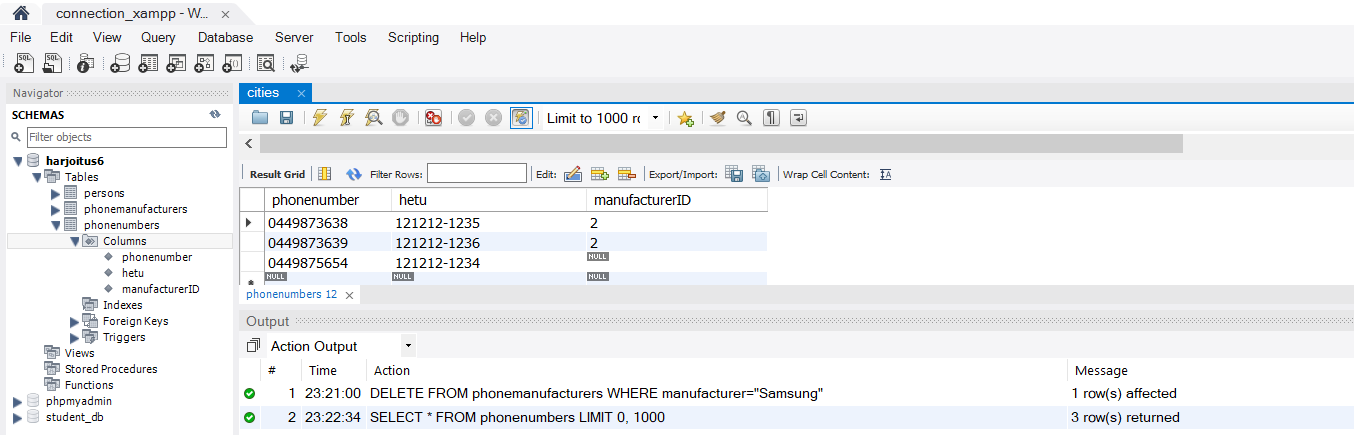 connection_xampp - W... ×
File Edit View Query Database Server Tools Scripting Help
SQL SQL
Navigator
SCHEMAS
Filter objects
harjoitus6
Tables
persons
phonemanufacturers
phonenumbers
Columns
phonenumber
hetu
manufacturerID
Indexes
Foreign Keys
Triggers
Views
Stored Procedures
Functions
phpmyadmin
student_db
cities ×
Limit to 1000 rc
Result Grid Filter Rows: Edit: Export/Import: Wrap Cell Content:
phonenumber hetu manufacturerID
0449873638 121212-1235 2
0449873639 121212-1236 2
0449875654 121212-1234 NULL
NULL NULL NULL
phonenumbers 12 ×
Output
Action Output
# Time Action Message
1 23:21:00 DELETE FROM phonemanufacturers WHERE manufacturer="Samsung" 1 row(s) affected
2 23:22:34 SELECT * FROM phonenumbers LIMIT 0, 1000 3 row(s) returned